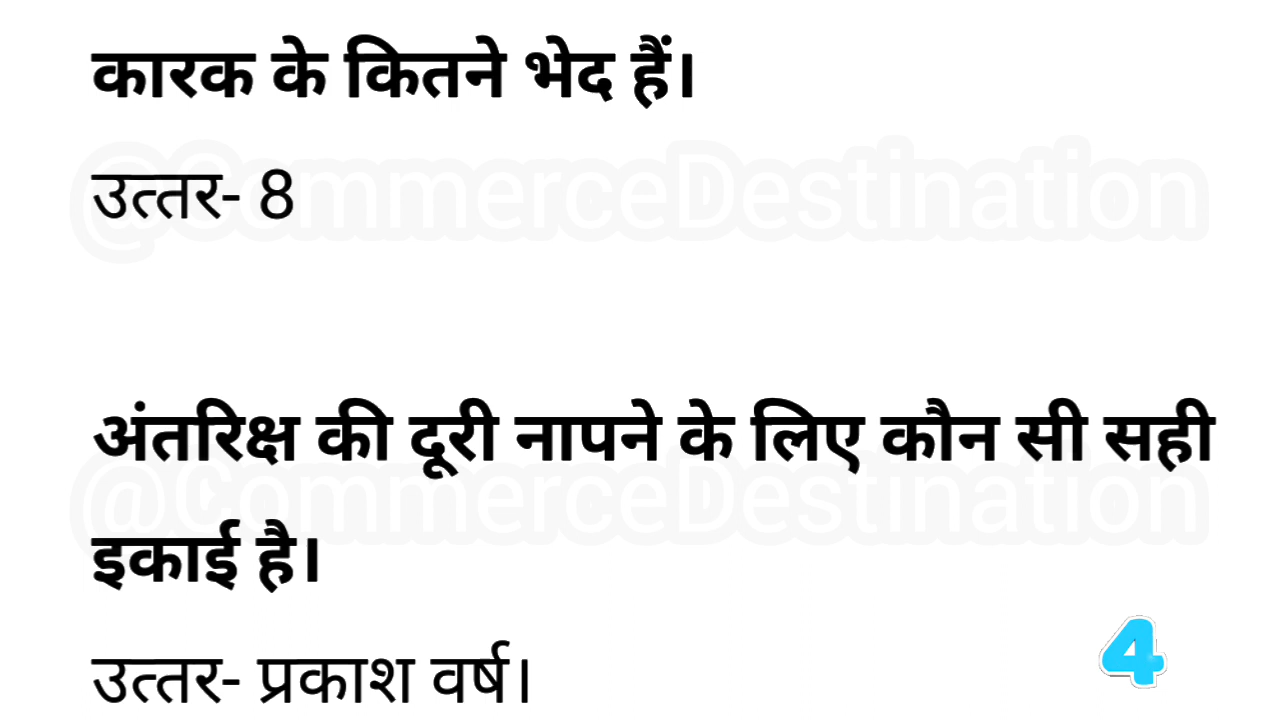 कारक के कितने भेद हैं।
@CommerceDestination
उत्तर- 8
अंतरिक्ष की दूरी नापने के लिए कौन सी सही
@CommerceDestination
इकाई है।
उत्तर- प्रकाश वर्ष।
4